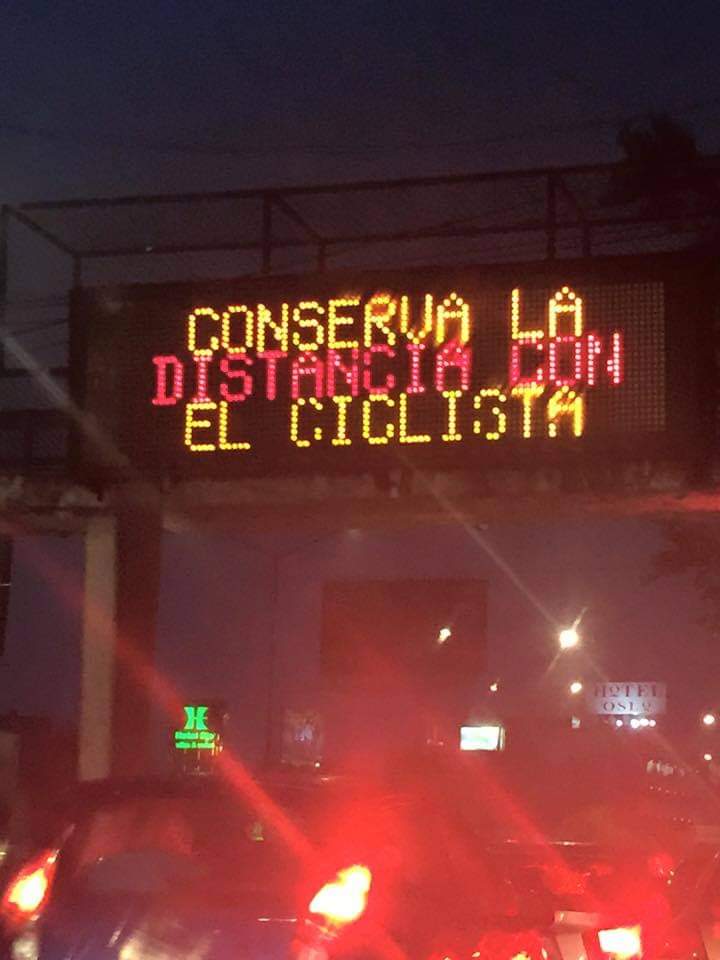 CONSERVA LA
DISTANCIA CON
EL CICLISTA
HOTEL
OSLO